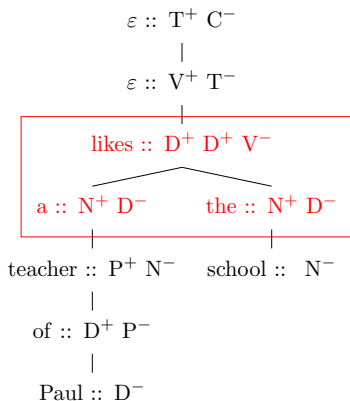 ε :: T⁺ C⁻
ε :: V⁺ T⁻
likes :: D⁺ D⁺ V⁻
a :: N⁺ D⁻ the :: N⁺ D⁻
teacher :: P⁺ N⁻ school :: N⁻
of :: D⁺ P⁻
Paul :: D⁻